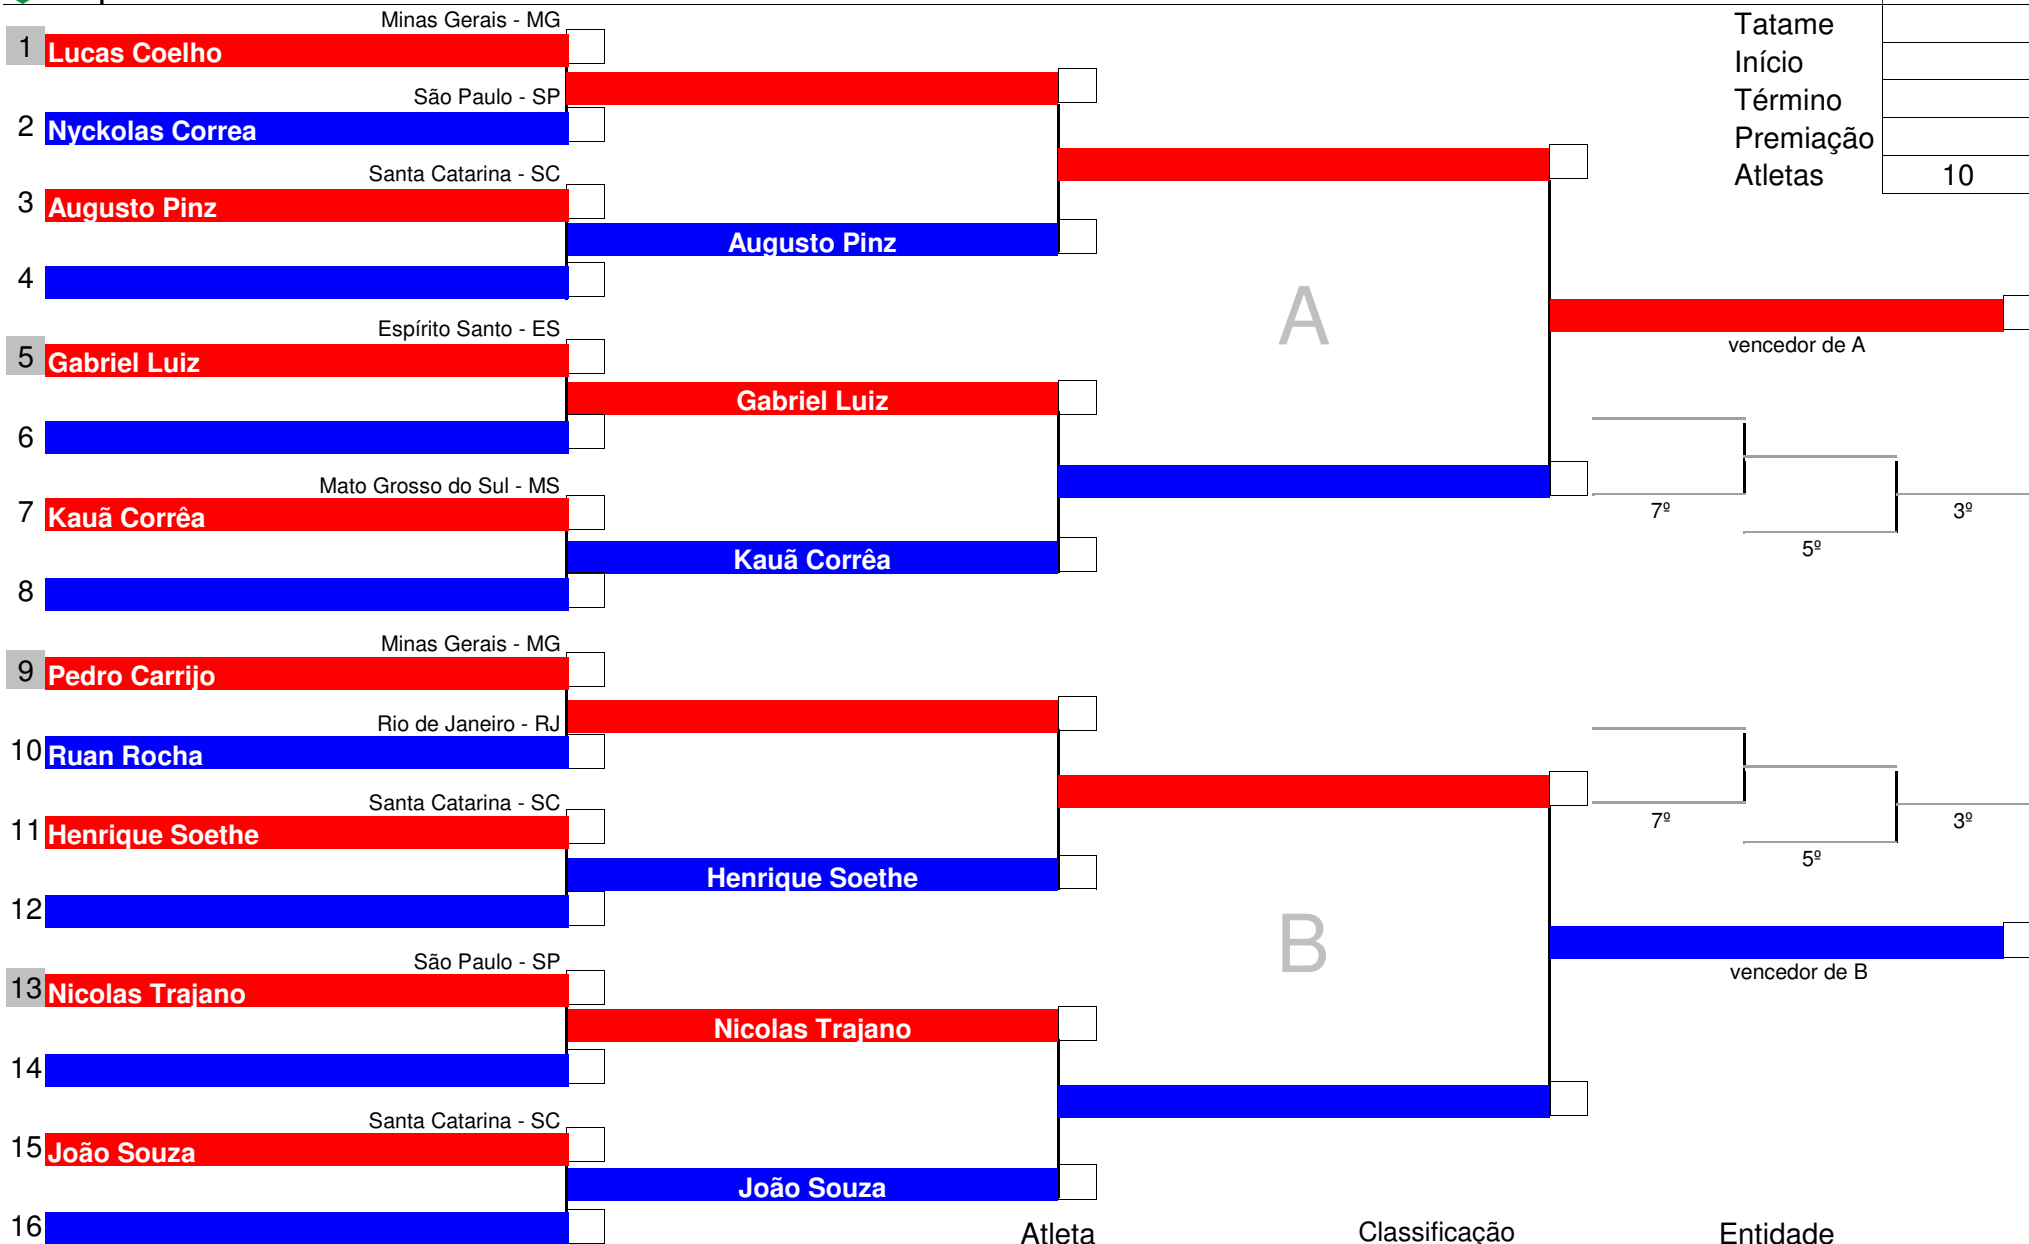 Minas Gerais - MG
1 Lucas Coelho
São Paulo - SP
2 Nyckolas Correa
Santa Catarina - SC
3 Augusto Pinz
Augusto Pinz
4
Espírito Santo - ES
5 Gabriel Luiz
Gabriel Luiz
6
Mato Grosso do Sul - MS
7 Kauã Corrêa
Kauã Corrêa
8
Minas Gerais - MG
9 Pedro Carrijo
Rio de Janeiro - RJ
10 Ruan Rocha
Santa Catarina - SC
11 Henrique Soethe
Henrique Soethe
12
São Paulo - SP
13 Nicolas Trajano
Nicolas Trajano
14
Santa Catarina - SC
15 João Souza
João Souza
16
A
B
Tatame
Início
Término
Premiação
Atletas 10
vencedor de A
7º
3º
5º
7º
3º
5º
vencedor de B
Atleta Classificação Entidade